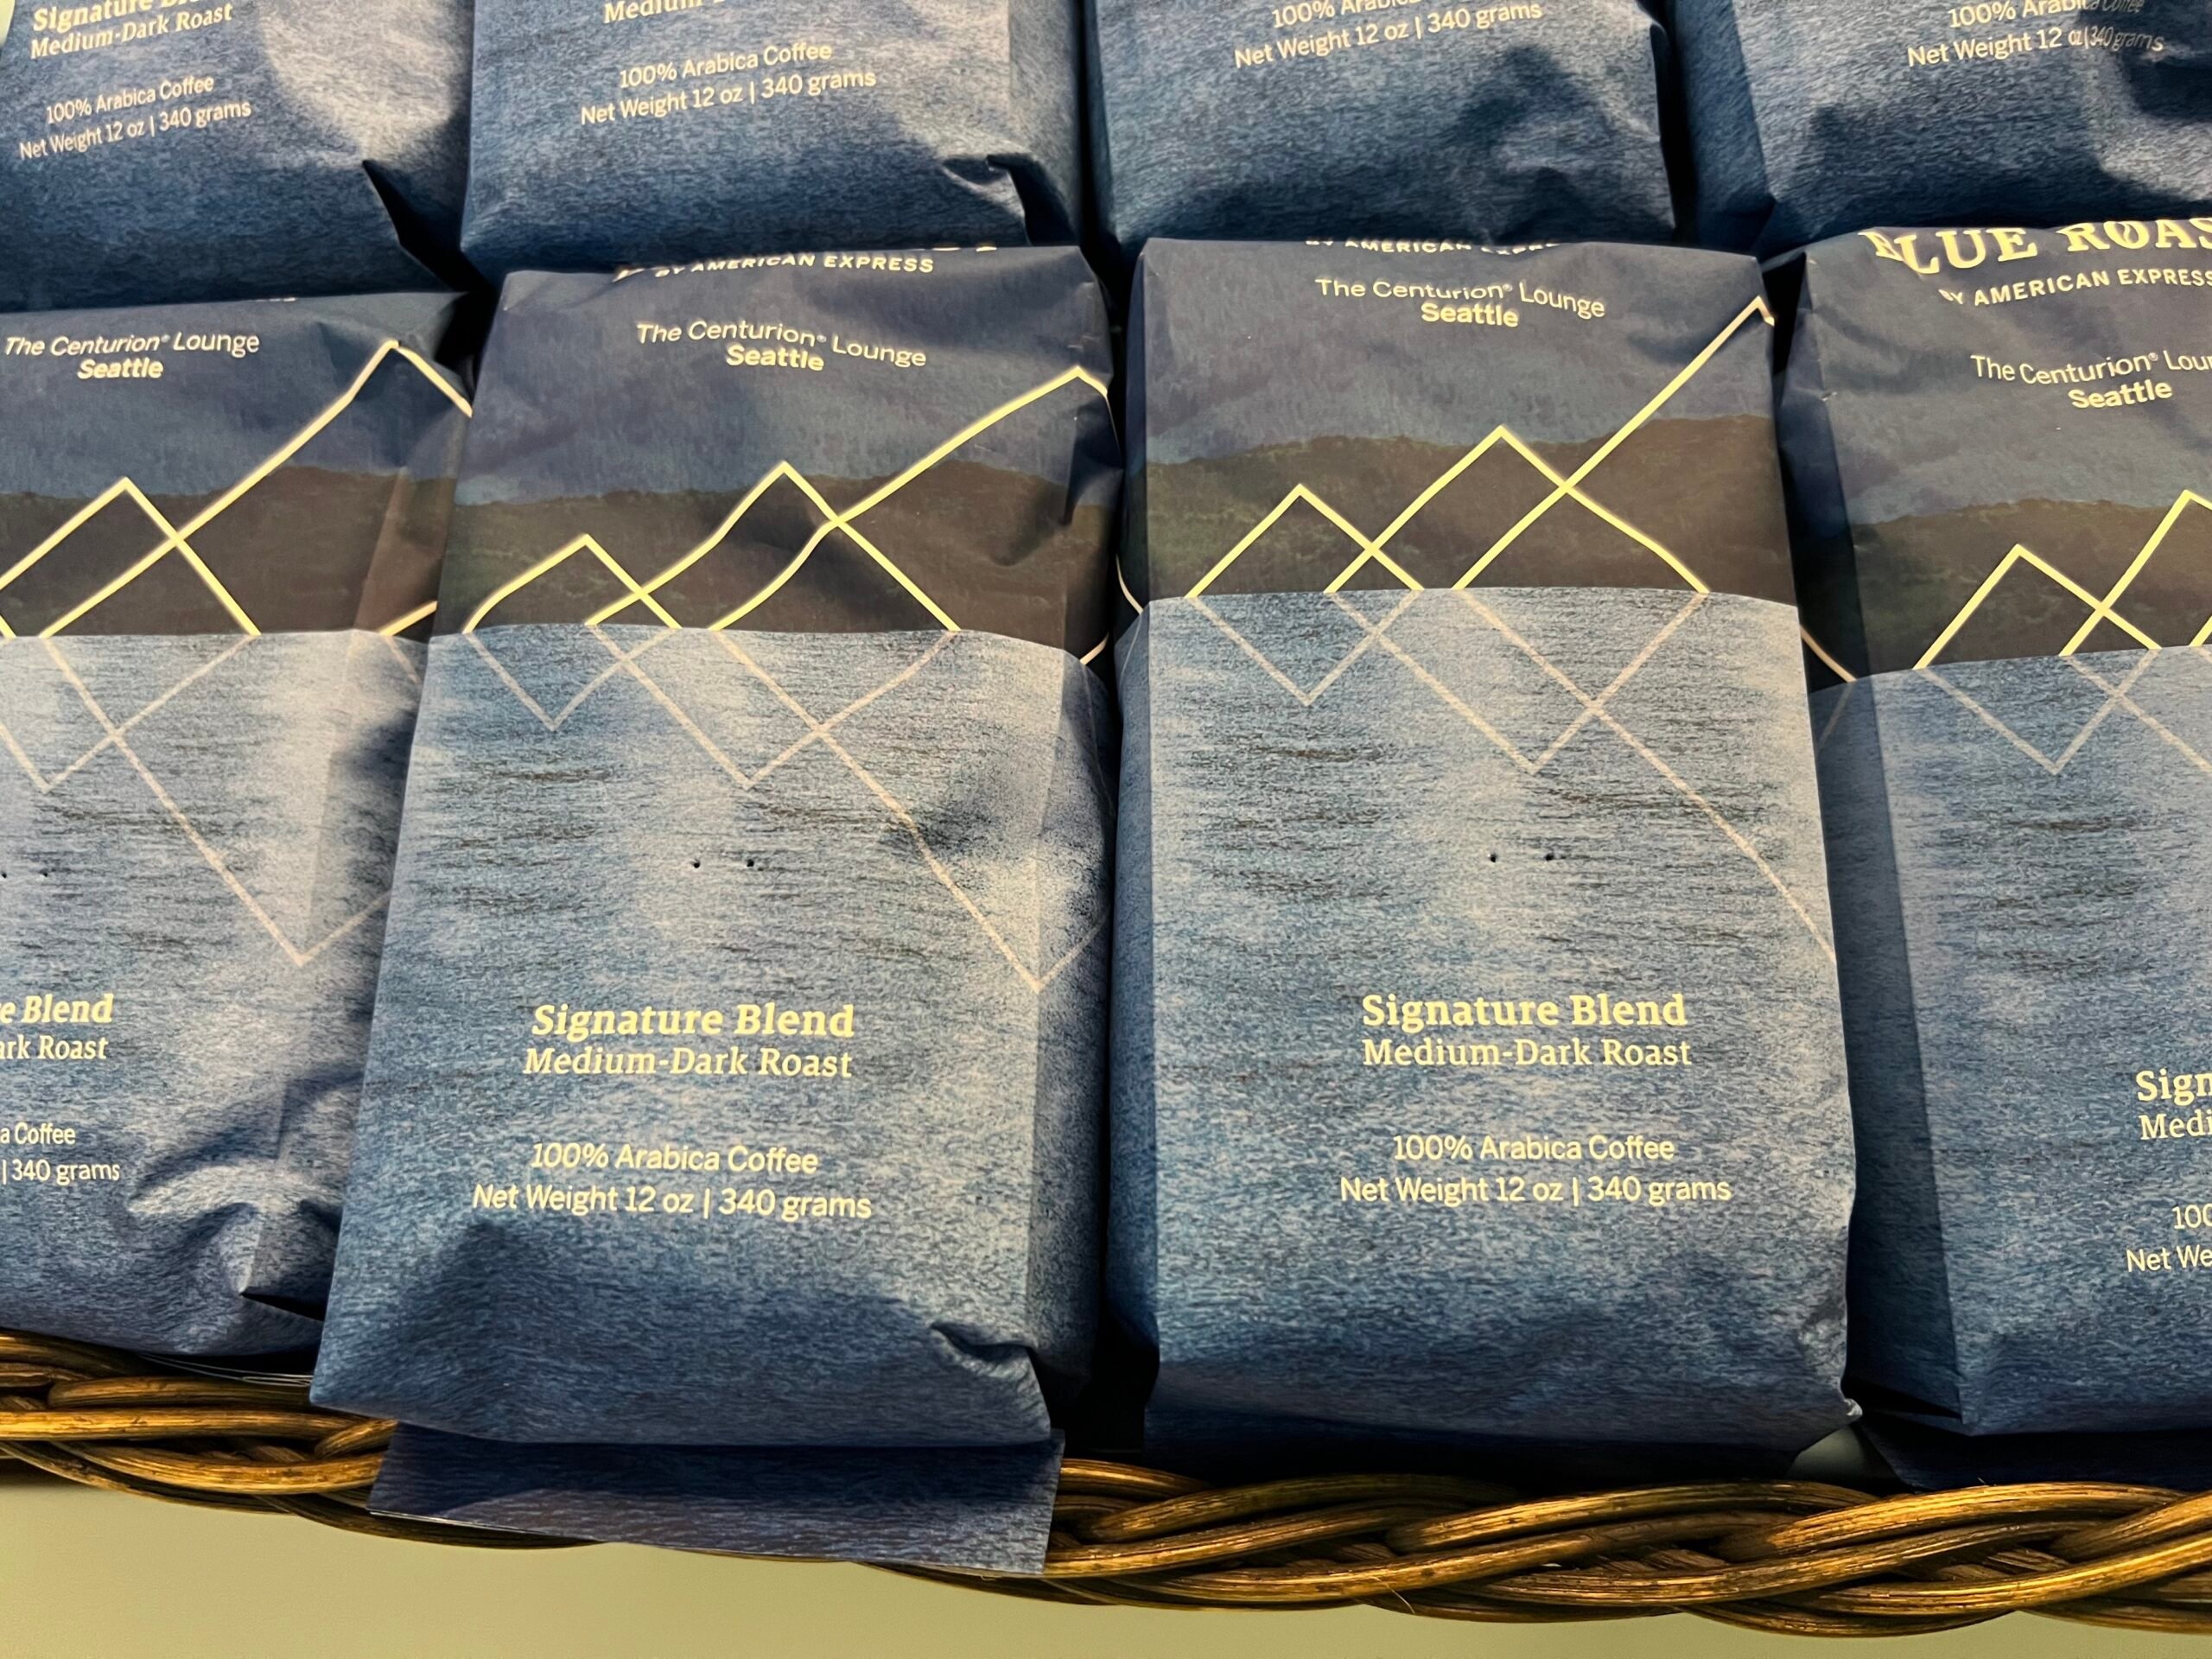 Signature
Medium-Dark Roast
100% Arabica Coffee
Net Weight 12 oz | 340 grams
100% Arabica Coffee
Net Weight 12 oz | 340 grams
100% Arabica
Net Weight 12 oz | 340 grams
100% Arabica Coffee
Net Weight 12 oz | 340 grams
The Centurion® Lounge
Seattle
Blend
Roast
Coffee
| 340 grams
BY AMERICAN EXPRESS
The Centurion® Lounge
Seattle
Signature Blend
Medium-Dark Roast
100% Arabica Coffee
Net Weight 12 oz | 340 grams
BY AMERICAN
The Centurion® Lounge
Seattle
Signature Blend
Medium-Dark Roast
100% Arabica Coffee
Net Weight 12 oz | 340 grams
BLUE ROAS
BY AMERICAN EXPRESS
The Centurion® Lou
Seattle
Sign
Medi
100
Net We